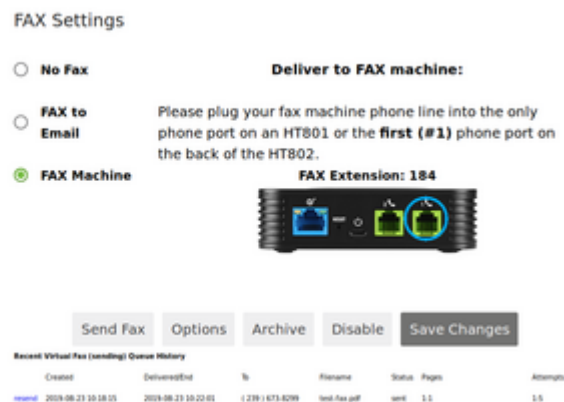 FAX Settings
No Fax
Deliver to FAX machine:
FAX to
Email
Please plug your fax machine phone line into the only
phone port on an HT801 or the first (#1) phone port on
the back of the HT802.
FAX Machine
FAX Extension: 184
Send Fax Options Archive Disable Save Changes
Recent Virtual Fax (sending) Queue History
Created Delivered/End To Filename Status Pages Attempts
resend 2019-08-23 10:18:15 2019-08-23 10:22:01 ( 239 ) 673-8299 test-fax.pdf sent 1:1 1:5